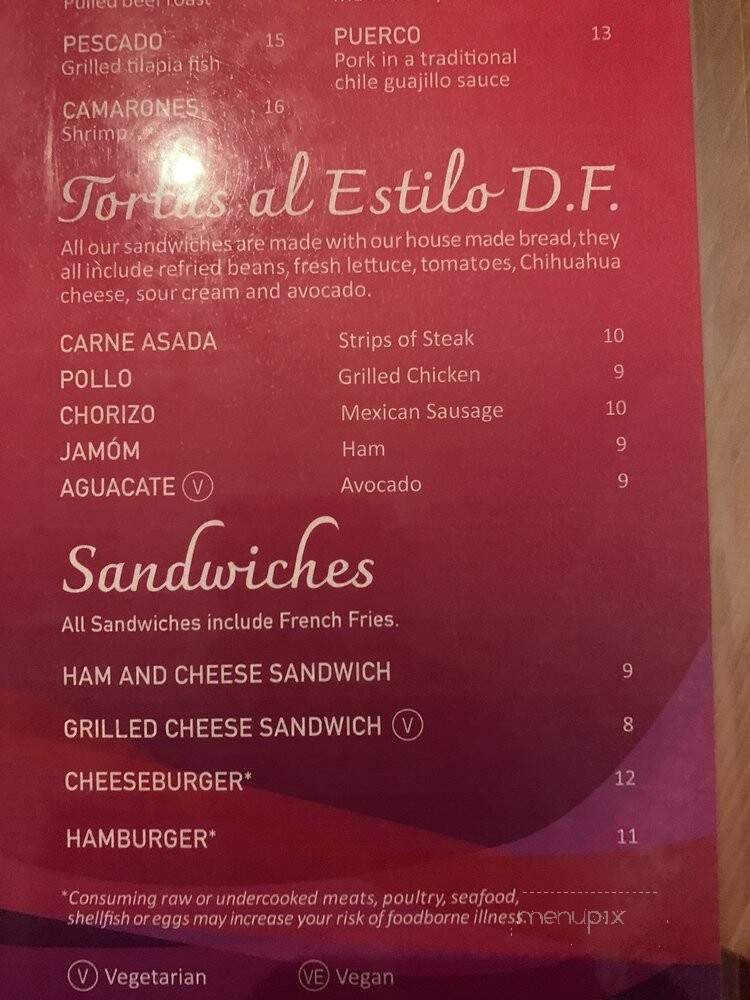 Pulled beef roast
PESCADO 15
Grilled tilapia fish
CAMARONES 16
Shrimp
PUERCO 13
Pork in a traditional
chile guajillo sauce
Tortas al Estilo D.F.
All our sandwiches are made with our house made bread, they
all include refried beans, fresh lettuce, tomatoes, Chihuahua
cheese, sour cream and avocado.
CARNE ASADA Strips of Steak 10
POLLO Grilled Chicken 9
CHORIZO Mexican Sausage 10
JAMÓM Ham 9
AGUACATE V Avocado 9
Sandwiches
All Sandwiches include French Fries.
HAM AND CHEESE SANDWICH 9
GRILLED CHEESE SANDWICH V 8
CHEESEBURGER* 12
HAMBURGER* 11
*Consuming raw or undercooked meats, poultry, seafood,
shellfish or eggs may increase your risk of foodborne illness.
menupix
V Vegetarian VE Vegan